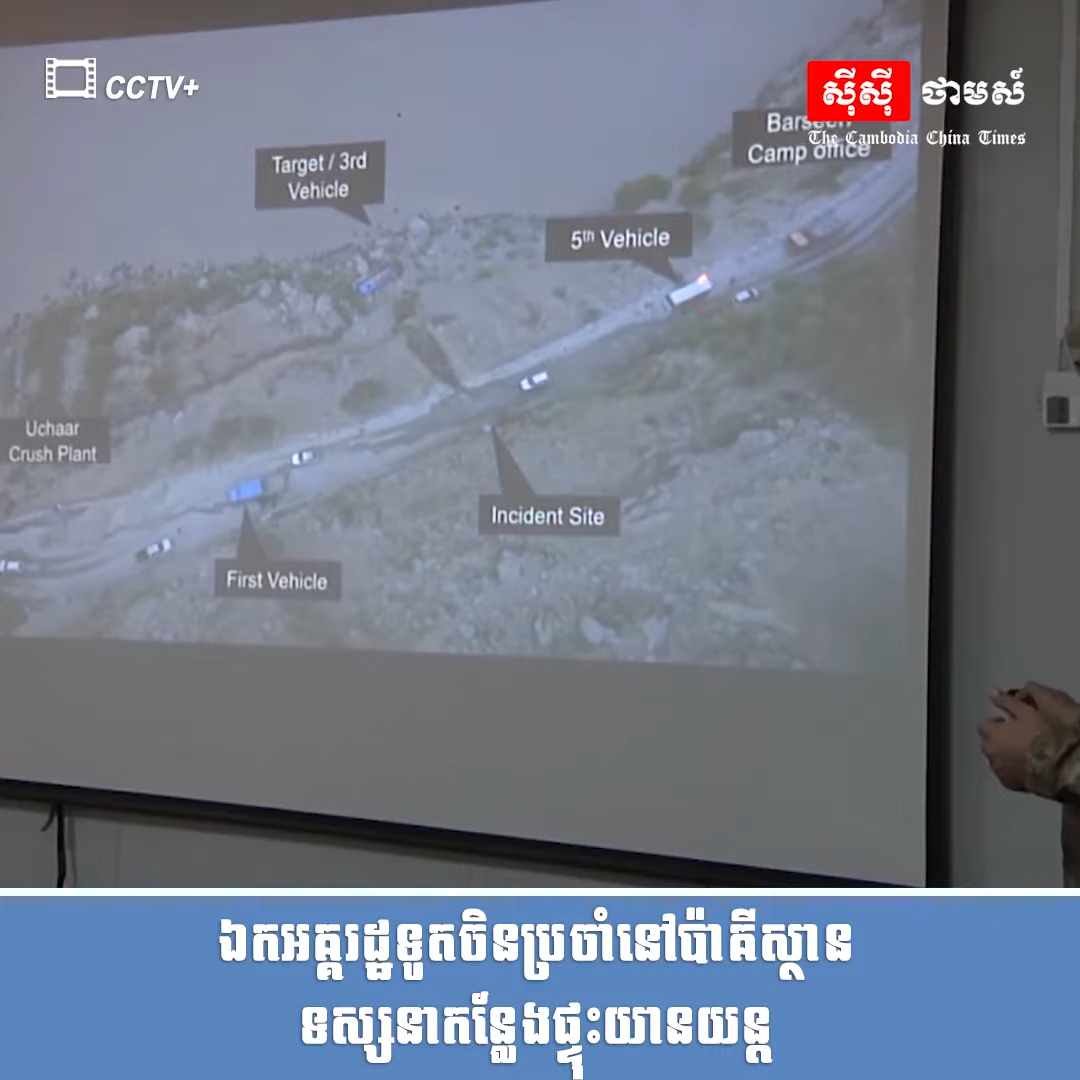 CCTV+
ស៊ីស៊ី ថាមស៍
The Cambodia China Times
Camp office
Target / 3rd
Vehicle
5th Vehicle
Uchaar
Crush Plant
Incident Site
First Vehicle
ឯកអគ្គរដ្ឋទូតចិនប្រចាំនៅប៉ាគីស្ថាន
ទស្សនាកន្លែងផ្ទុះយានយន្ត